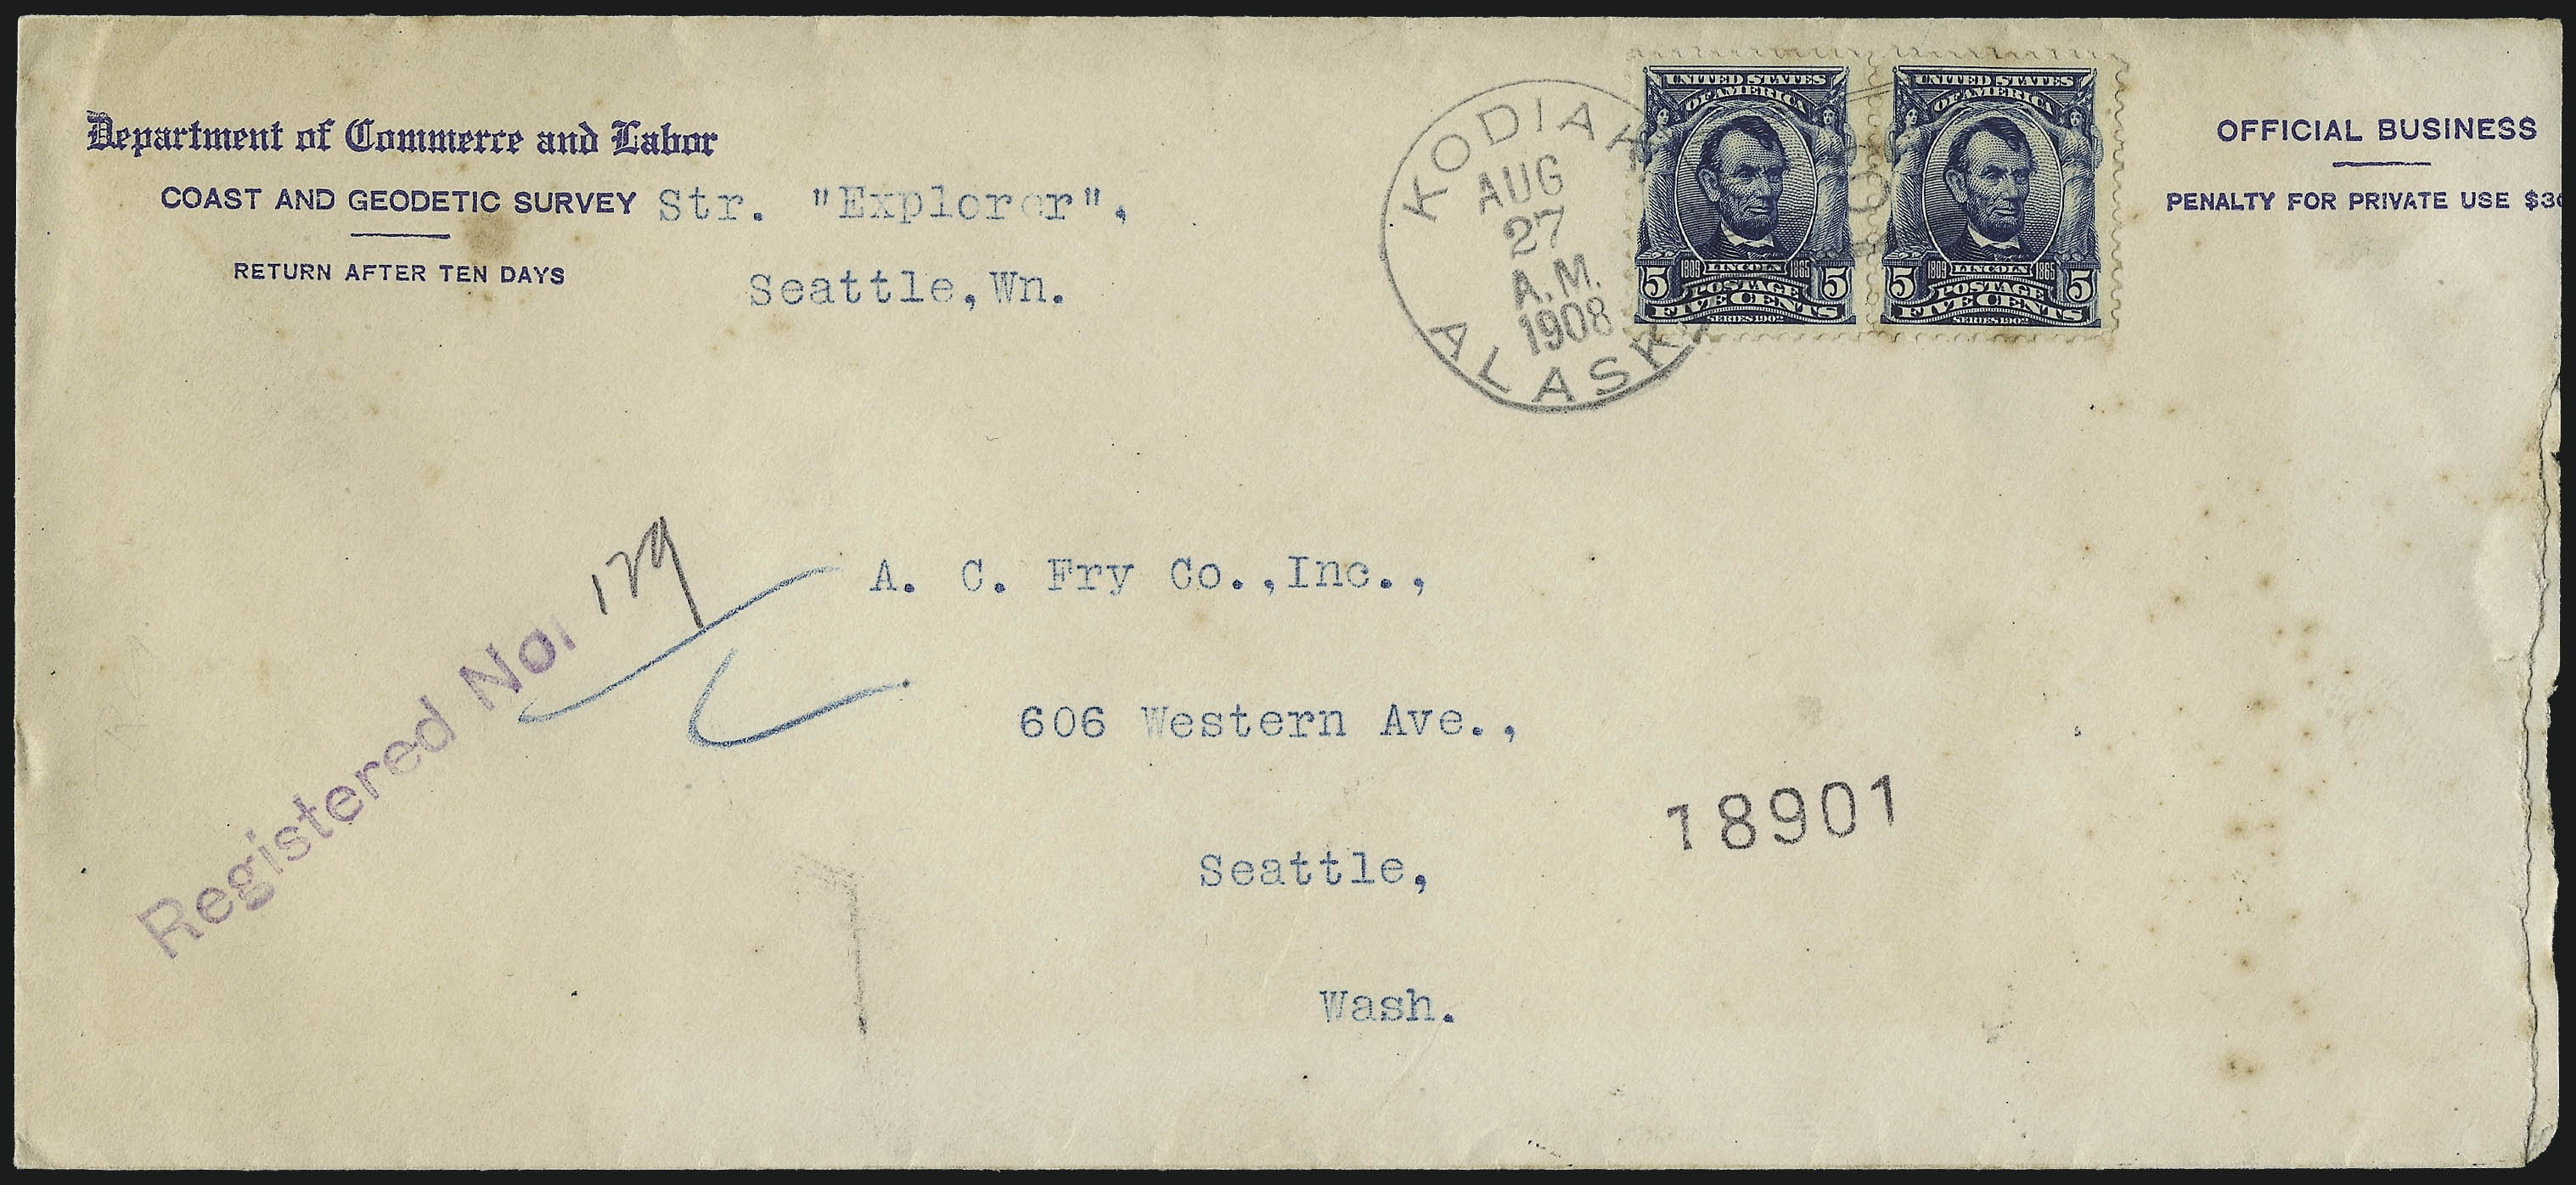 Department of Commerce and Labor
COAST AND GEODETIC SURVEY Str. "Explorer",
Seattle,Wn.
RETURN AFTER TEN DAYS
KODIAK
AUG
27
A.M.
1908
ALASKA
UNITED STATES
OF AMERICA
1809 LINCOLN 1865
5 POSTAGE 5
FIVE CENTS
SERIES 1902
UNITED STATES
OF AMERICA
1809 LINCOLN 1865
5 POSTAGE 5
FIVE CENTS
SERIES 1902
OFFICIAL BUSINESS
PENALTY FOR PRIVATE USE
Registered No. 179
A. C. Fry Co.,Inc.,
606 Western Ave.,
Seattle,
Wash.
18901